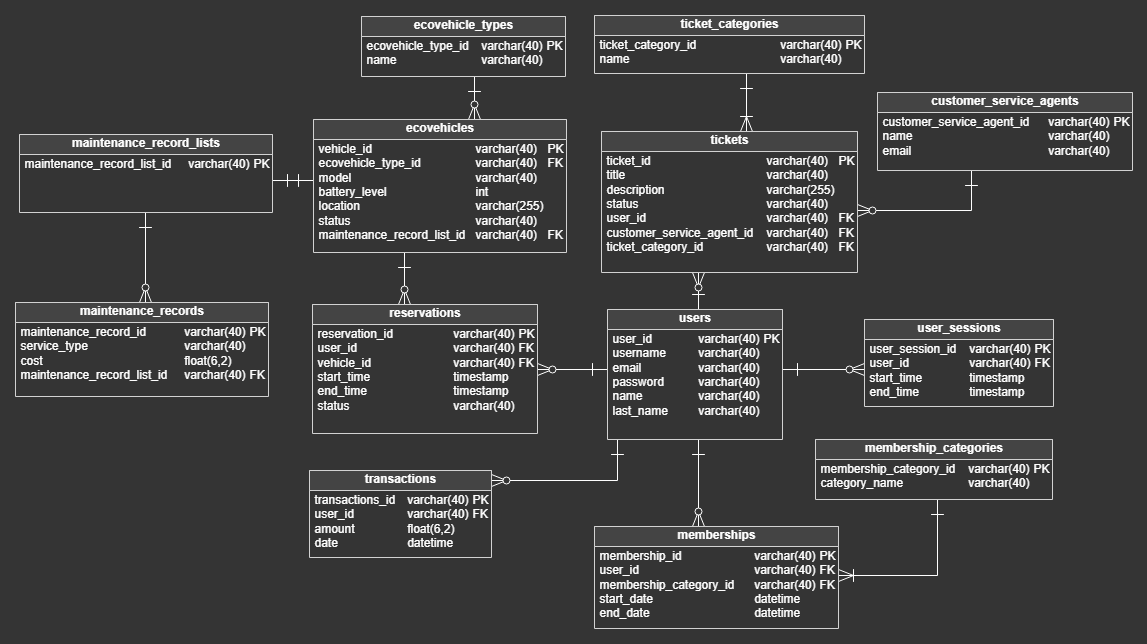 ecovehicle_types
ecovehicle_type_id varchar(40) PK
name varchar(40)
ticket_categories
ticket_category_id varchar(40) PK
name varchar(40)
customer_service_agents
customer_service_agent_id varchar(40) PK
name varchar(40)
email varchar(40)
maintenance_record_lists
maintenance_record_list_id varchar(40) PK
ecovehicles
vehicle_id varchar(40) PK
ecovehicle_type_id varchar(40) FK
model varchar(40)
battery_level int
location varchar(255)
status varchar(40)
maintenance_record_list_id varchar(40) FK
tickets
ticket_id varchar(40) PK
title varchar(40)
description varchar(255)
status varchar(40)
user_id varchar(40) FK
customer_service_agent_id varchar(40) FK
ticket_category_id varchar(40) FK
maintenance_records
maintenance_record_id varchar(40) PK
service_type varchar(40)
cost float(6,2)
maintenance_record_list_id varchar(40) FK
reservations
reservation_id varchar(40) PK
user_id varchar(40) FK
vehicle_id varchar(40) FK
start_time timestamp
end_time timestamp
status varchar(40)
users
user_id varchar(40) PK
username varchar(40)
email varchar(40)
password varchar(40)
name varchar(40)
last_name varchar(40)
user_sessions
user_session_id varchar(40) PK
user_id varchar(40) FK
start_time timestamp
end_time timestamp
transactions
transactions_id varchar(40) PK
user_id varchar(40) FK
amount float(6,2)
date datetime
membership_categories
membership_category_id varchar(40) PK
category_name varchar(40)
memberships
membership_id varchar(40) PK
user_id varchar(40) FK
membership_category_id varchar(40) FK
start_date datetime
end_date datetime